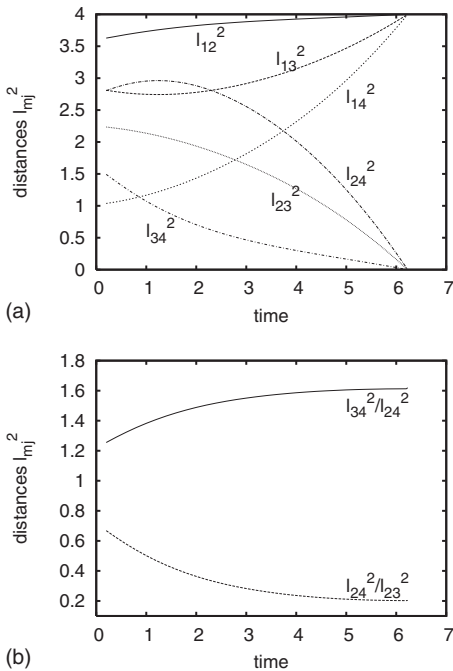 4
3.5
3
2.5
2
1.5
1
0.5
0
distances l_mj^2
l_12^2
l_13^2
l_14^2
l_24^2
l_23^2
l_34^2
0 1 2 3 4 5 6 7
time
(a)
1.8
1.6
1.4
1.2
1
0.8
0.6
0.4
0.2
distances l_mj^2
l_34^2/l_24^2
l_24^2/l_23^2
0 1 2 3 4 5 6 7
time
(b)